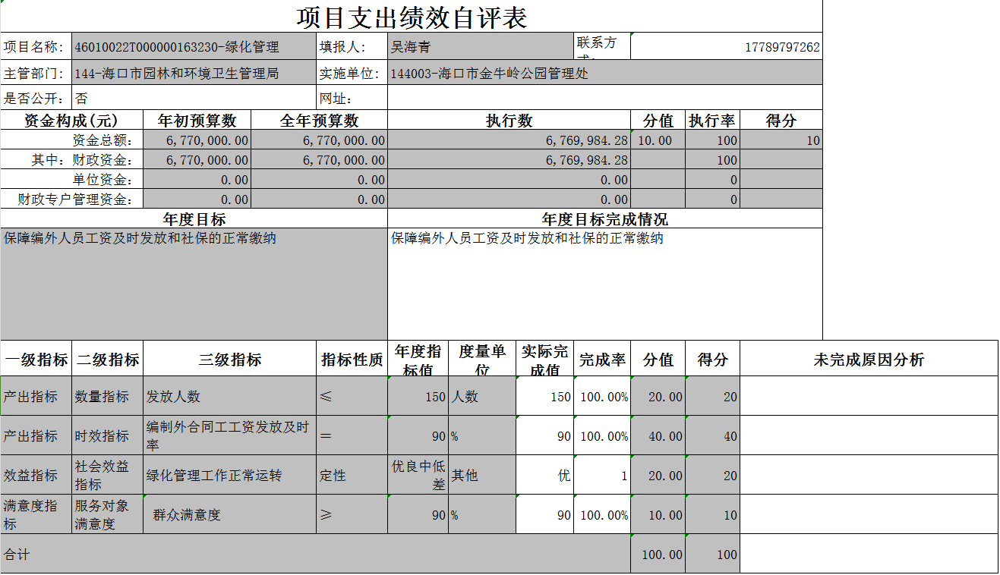 项目支出绩效自评表
项目名称: 46010022T000000163230-绿化管理 填报人: 吴海青 联系方式: 17789797262
主管部门: 144-海口市园林和环境卫生管理局 实施单位: 144003-海口市金牛岭公园管理处
是否公开: 否 网址:
资金构成(元) 年初预算数 全年预算数 执行数 分值 执行率 得分
资金总额: 6,770,000.00 6,770,000.00 6,769,984.28 10.00 100 10
其中: 财政资金: 6,770,000.00 6,770,000.00 6,769,984.28 100
单位资金: 0.00 0.00 0.00 0
财政专户管理资金: 0.00 0.00 0.00 0
年度目标 年度目标完成情况
保障编外人员工资及时发放和社保的正常缴纳 保障编外人员工资及时发放和社保的正常缴纳
一级指标 二级指标 三级指标 指标性质 年度指标值 度量单位 实际完成值 完成率 分值 得分 未完成原因分析
产出指标 数量指标 发放人数 ≤ 150 人数 150 100.00% 20.00 20
产出指标 时效指标 编制外合同工工资发放及时率 = 90 % 90 100.00% 40.00 40
效益指标 社会效益指标 绿化管理工作正常运转 定性 优良中低差 其他 优 1 20.00 20
满意度指标 服务对象满意度 群众满意度 ≥ 90 % 90 100.00% 10.00 10
合计 100.00 100